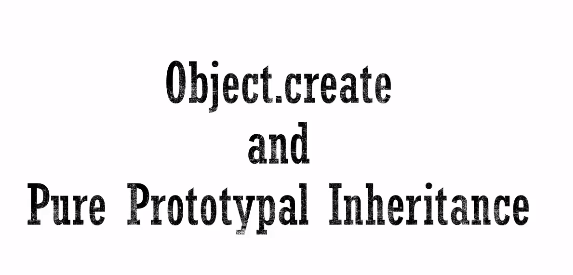 Object.create
and
Pure Prototypal Inheritance